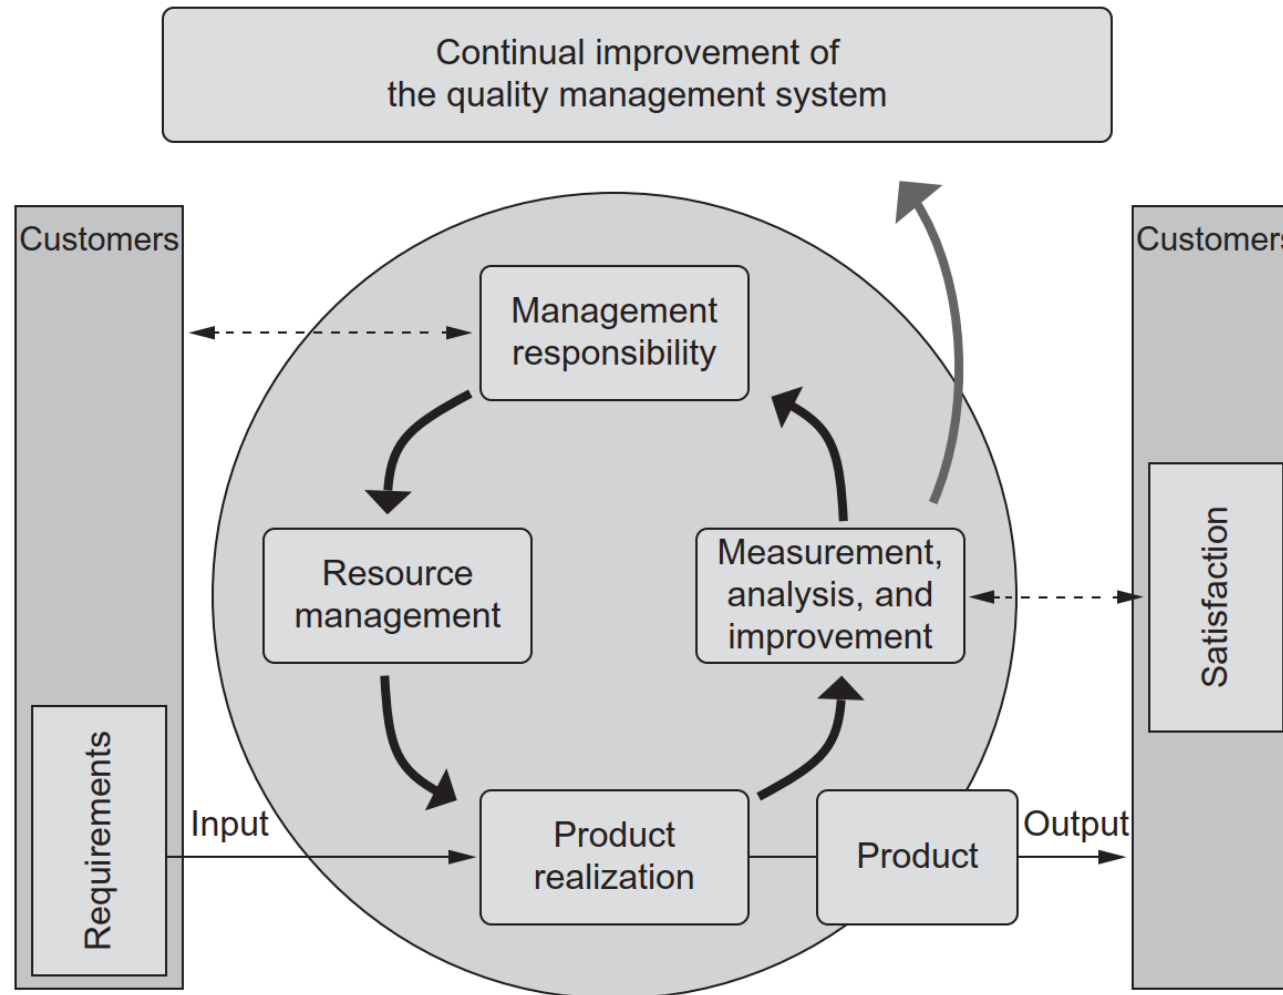 Continual improvement of
the quality management system
Customers
Customers
Management
responsibility
Resource
management
Measurement,
analysis, and
improvement
Satisfaction
Requirements
Input
Product
realization
Product
Output